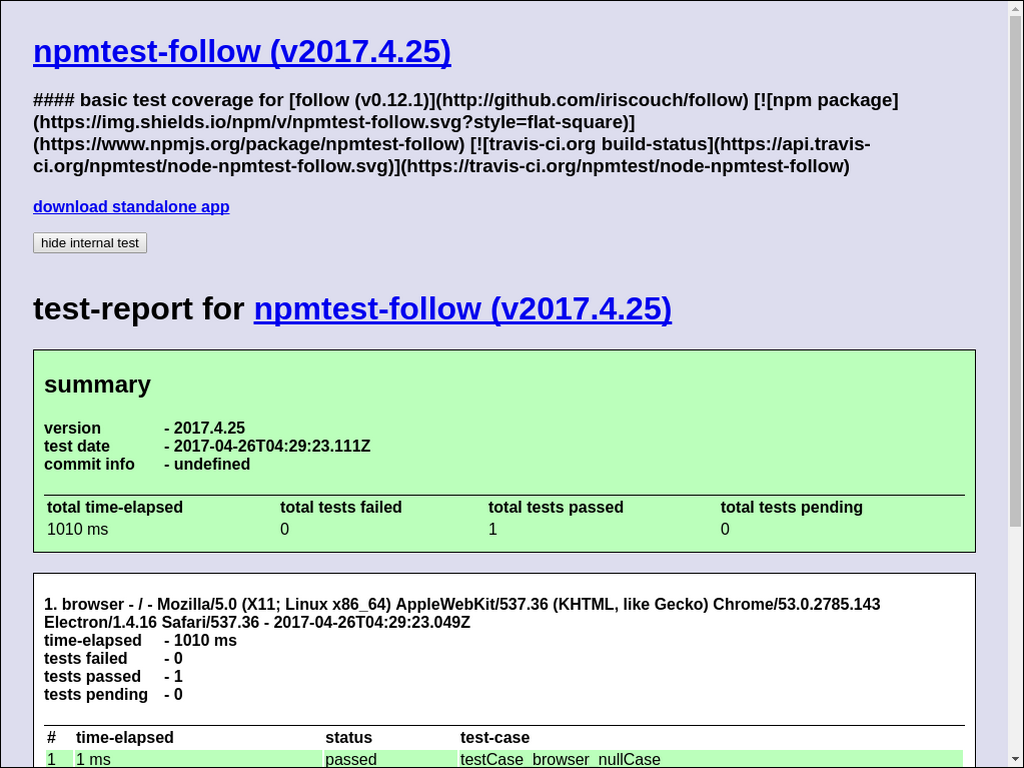 npmtest-follow (v2017.4.25)
#### basic test coverage for [follow (v0.12.1)](http://github.com/iriscouch/follow) [![npm package]
(https://img.shields.io/npm/v/npmtest-follow.svg?style=flat-square)]
(https://www.npmjs.org/package/npmtest-follow) [![travis-ci.org build-status](https://api.travis-
ci.org/npmtest/node-npmtest-follow.svg)](https://travis-ci.org/npmtest/node-npmtest-follow)
download standalone app
hide internal test
test-report for npmtest-follow (v2017.4.25)
summary
version - 2017.4.25
test date - 2017-04-26T04:29:23.111Z
commit info - undefined
total time-elapsed total tests failed total tests passed total tests pending
1010 ms 0 1 0
1. browser - / - Mozilla/5.0 (X11; Linux x86_64) AppleWebKit/537.36 (KHTML, like Gecko) Chrome/53.0.2785.143
Electron/1.4.16 Safari/537.36 - 2017-04-26T04:29:23.049Z
time-elapsed - 1010 ms
tests failed - 0
tests passed - 1
tests pending - 0
# time-elapsed status test-case
1 1 ms passed testCase_browser_nullCase